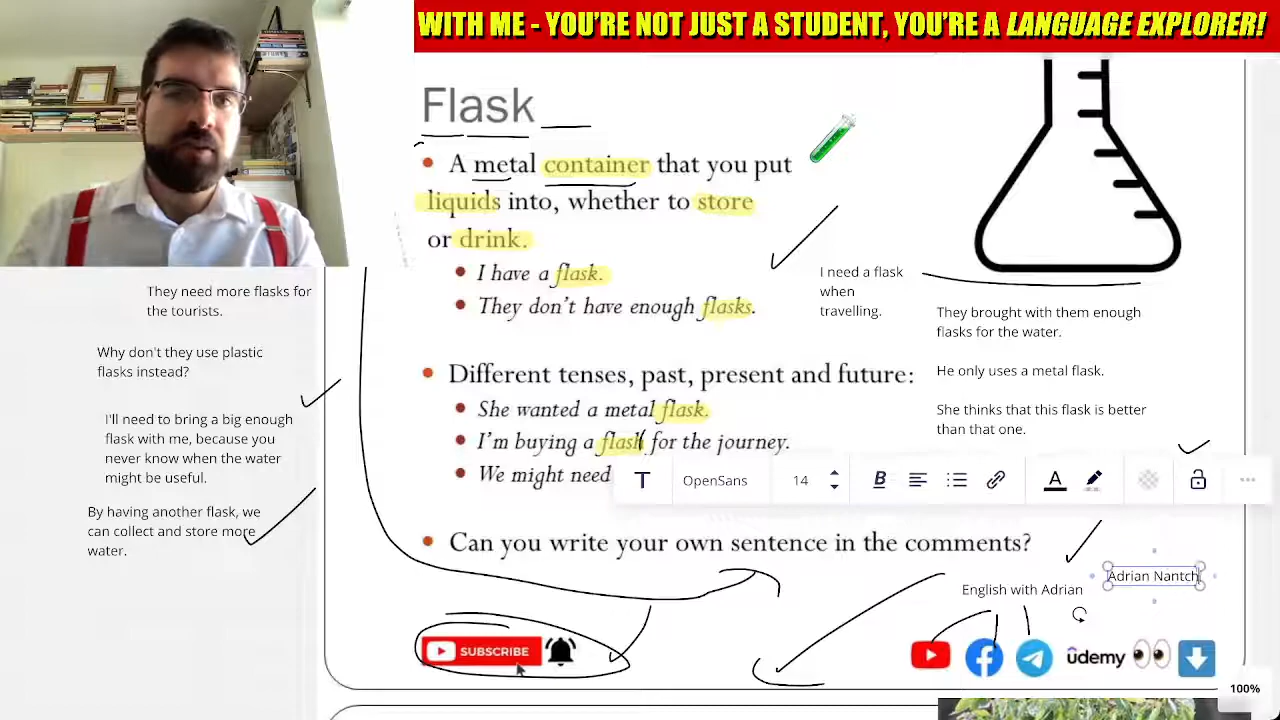 WITH ME - YOU'RE NOT JUST A STUDENT, YOU'RE A LANGUAGE EXPLORER!
Flask
• A metal container that you put
liquids into, whether to store
or drink.
• I have a flask.
• They don't have enough flasks.
• Different tenses, past, present and future:
• She wanted a metal flask.
• I'm buying a flask for the journey.
• We might need
• Can you write your own sentence in the comments?
They need more flasks for
the tourists.
Why don't they use plastic
flasks instead?
I'll need to bring a big enough
flask with me, because you
never know when the water
might be useful.
By having another flask, we
can collect and store more
water.
I need a flask
when
travelling.
They brought with them enough
flasks for the water.
He only uses a metal flask.
She thinks that this flask is better
than that one.
T OpenSans 14 B A
English with Adrian
Adrian Nantch
SUBSCRIBE
udemy
100%